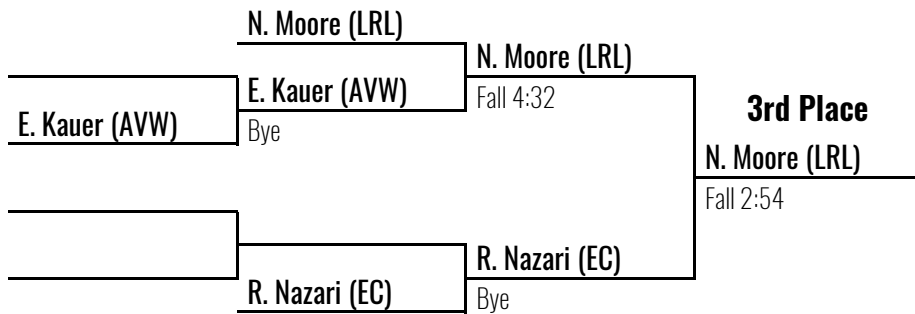 N. Moore (LRL)
N. Moore (LRL)
E. Kauer (AVW)
Fall 4:32
3rd Place
E. Kauer (AVW)
Bye
N. Moore (LRL)
Fall 2:54
R. Nazari (EC)
R. Nazari (EC)
Bye